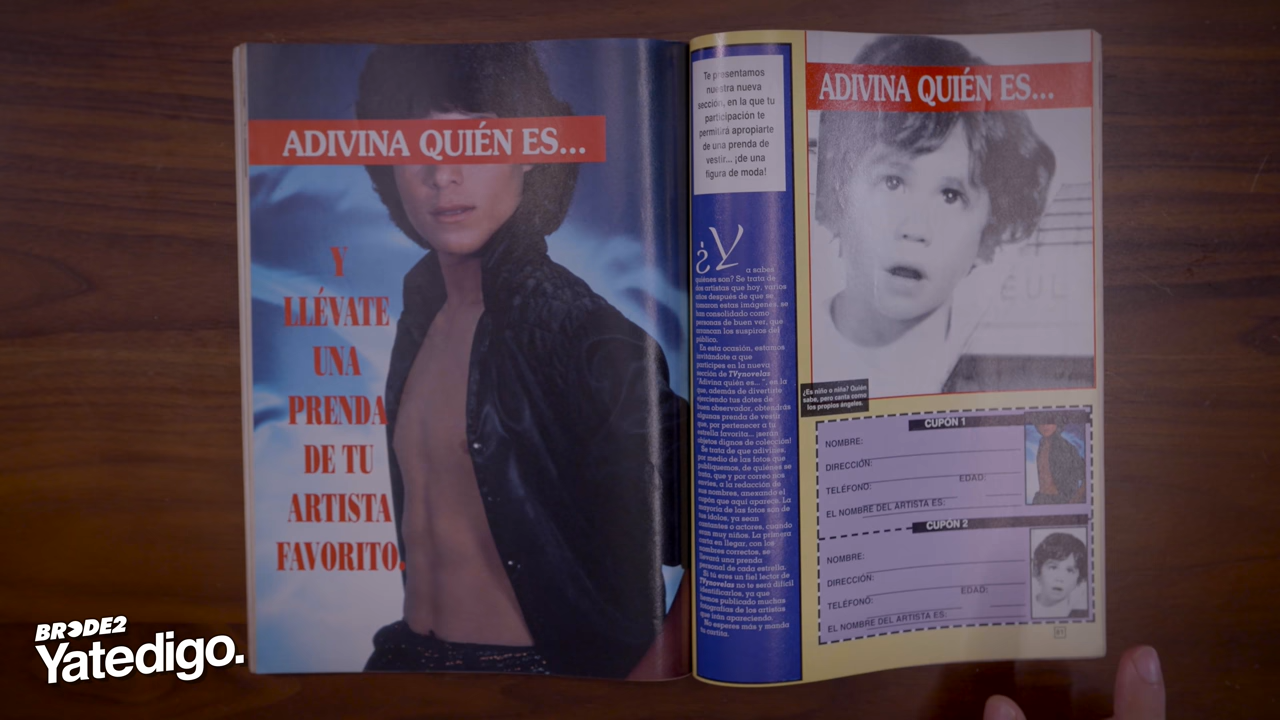 ADIVINA QUIÉN ES...
Y
LLÉVATE
UNA
PRENDA
DE TU
ARTISTA
FAVORITO.
Te presentamos
nuestra nueva
sección, en la que tu
participación te
permitirá apropiarte
de una prenda de
vestir... ¡de una
figura de moda!
¿Y
a sabes
quiénes son? Se trata de
dos artistas que hoy, varios
años después de que se
tomaron estas imágenes, se
han consolidado como
personas de buen ver, que
arrancan los suspiros del
público.
En esta ocasión, estamos
invitándote a que
participes en la nueva
sección de TVynovelas
"Adivina quién es...", en la
que, además de divertirte
ejerciendo tus dotes de
buen observador, obtendrás
algunas prenda de vestir
que, por pertenecer a tu
estrella favorita... ¡serán
objetos dignos de colección!
Se trata de que adivines,
por medio de las fotos que
publiquemos, de quiénes se
trata, que y por correo nos
envíes, a la redacción de
sus nombres, anexando el
cupón que aquí aparece. La
mayoría de las fotos son de
tus ídolos, ya sean
cantantes o actores, cuando
eran muy niños. La primera
carta en llegar, con los
nombres correctos, se
llevará una prenda
personal de cada estrella.
Si tú eres un fiel lector de
TVynovelas no te será difícil
identificarlos, ya que
hemos publicado muchas
fotografías de los artistas
que irán apareciendo.
No esperes más y manda
tu cartita.
ADIVINA QUIÉN ES...
¿Es niño o niña? Quién
sabe, pero canta como
los propios ángeles.
CUPÓN 1
NOMBRE:
DIRECCIÓN:
TELÉFONO: EDAD:
EL NOMBRE DEL ARTISTA ES:
CUPÓN 2
NOMBRE:
DIRECCIÓN:
TELÉFONO: EDAD:
EL NOMBRE DEL ARTISTA ES:
BRODE2
Yatedigo.